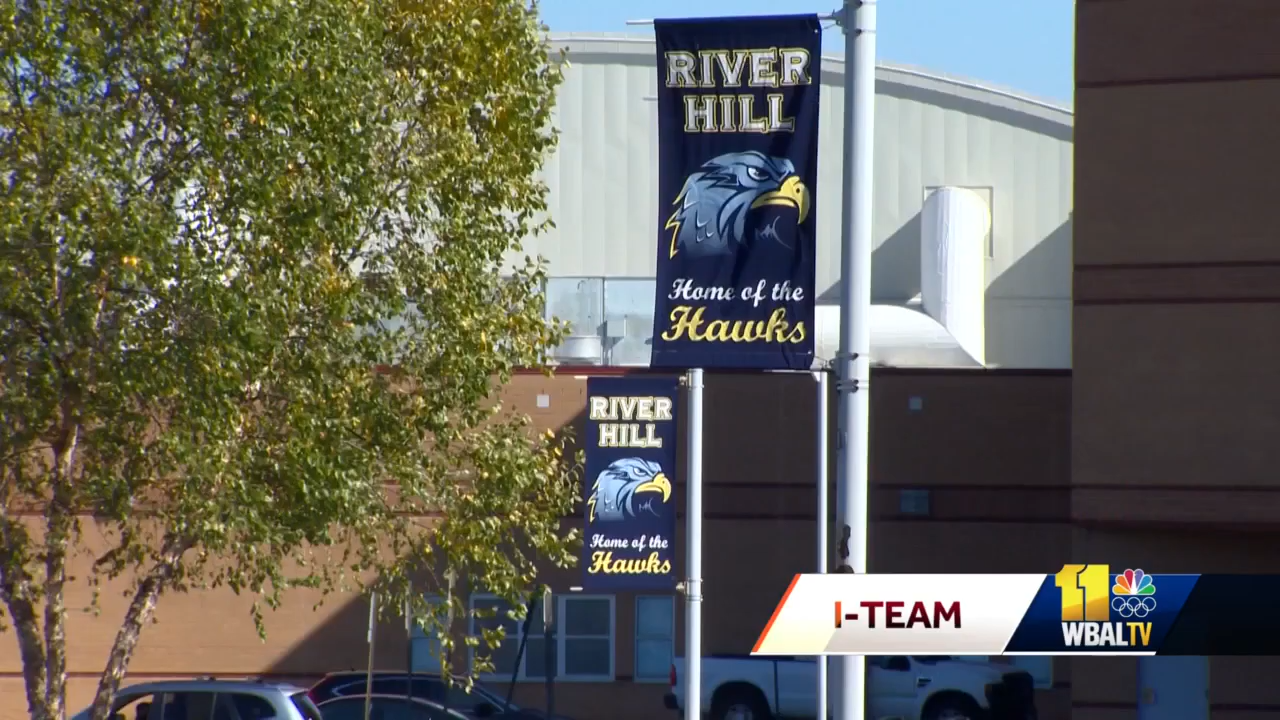 RIVER
HILL
Home of the
Hawks
RIVER
HILL
Home of the
Hawks
I-TEAM
11
WBALTV